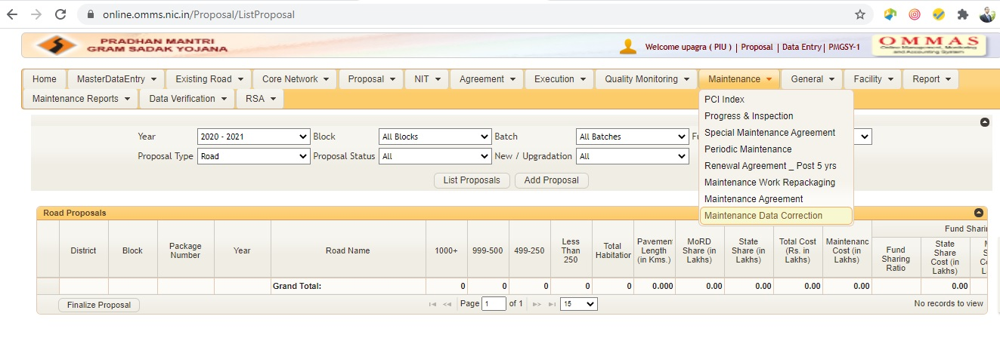 online.omms.nic.in/Proposal/ListProposal
PRADHAN MANTRI
GRAM SADAK YOJANA
Welcome upagra ( PIU ) | Proposal | Data Entry | PMGSY-1
OMMAS
Online Management, Monitoring
and Accounting System
Home MasterDataEntry Existing Road Core Network Proposal NIT Agreement Execution Quality Monitoring Maintenance General Facility Report
Maintenance Reports Data Verification RSA
PCI Index
Progress & Inspection
Special Maintenance Agreement
Periodic Maintenance
Renewal Agreement _ Post 5 yrs
Maintenance Work Repackaging
Maintenance Agreement
Maintenance Data Correction
Year 2020 - 2021 Block All Blocks Batch All Batches
Proposal Type Road Proposal Status All New / Upgradation All
List Proposals Add Proposal
Road Proposals
Fund Sharin
District Block Package Number Year Road Name 1000+ 999-500 499-250 Less Than 250 Total Habitation Pavemen Length (in Kms.) MoRD Share (in Lakhs) State Share (in Lakhs) Total Cost (Rs. in Lakhs) Maintenanc Cost (in Lakhs) Fund Sharing Ratio State Share Cost (in Lakhs)
Grand Total: 0 0 0 0 0 0.000 0.00 0.00 0.00 0.00 0.00
Finalize Proposal Page 1 of 1 15 No records to view